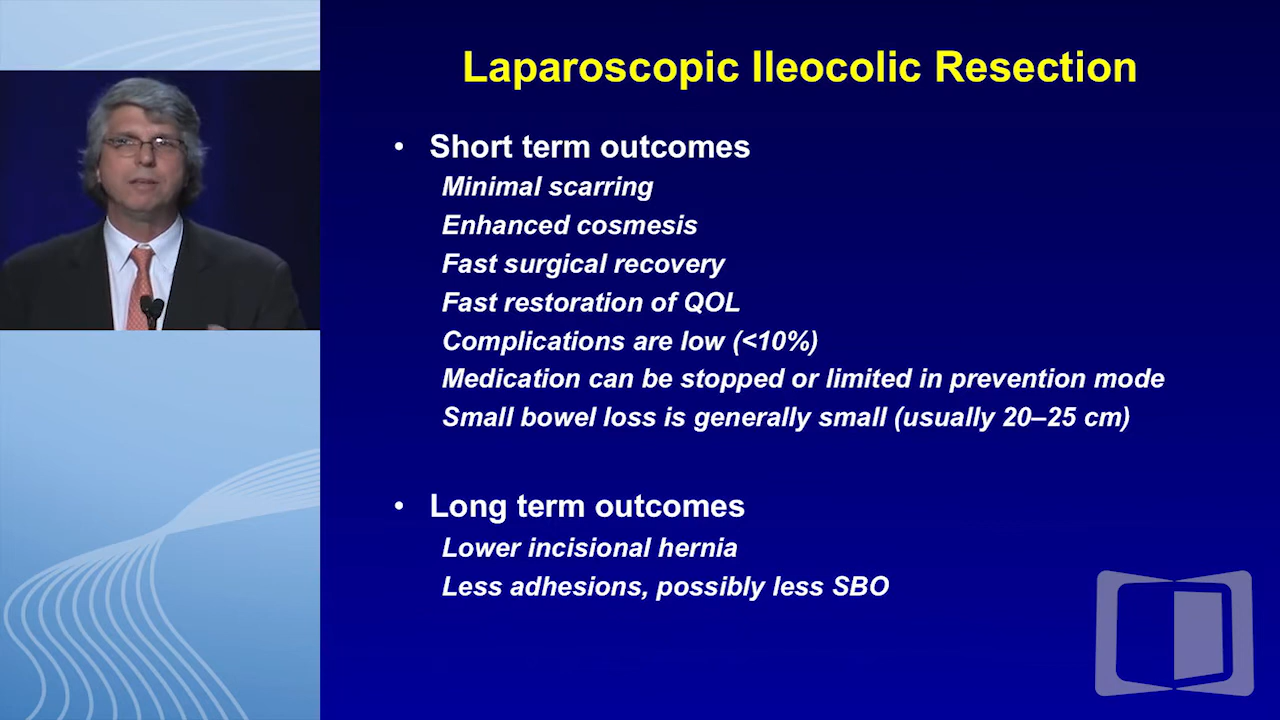 Laparoscopic Ileocolic Resection
• Short term outcomes
Minimal scarring
Enhanced cosmesis
Fast surgical recovery
Fast restoration of QOL
Complications are low (<10%)
Medication can be stopped or limited in prevention mode
Small bowel loss is generally small (usually 20–25 cm)
• Long term outcomes
Lower incisional hernia
Less adhesions, possibly less SBO